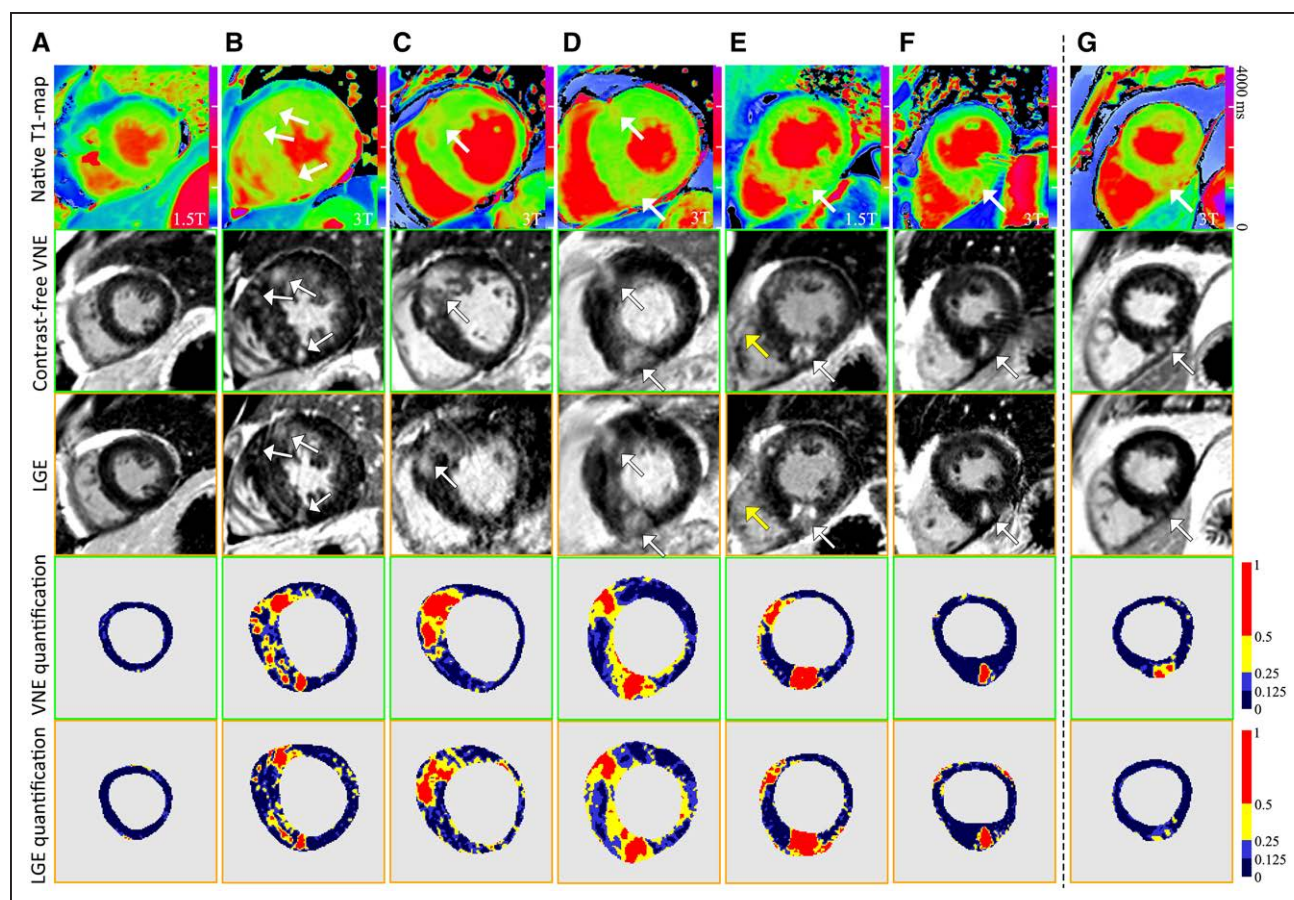 A B C D E F G
Native T1-map
1.5T 3T 3T 3T 1.5T 3T 3T
4000 ms
0
Contrast-free VNE
LGE
VNE quantification
1
0.5
0.25
0.125
0
LGE quantification
1
0.5
0.25
0.125
0